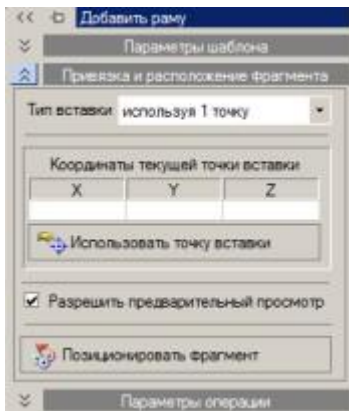 Добавить раму
Параметры шаблона
Привязка и расположение фрагмента
Тип вставки: используя 1 точку
Координаты текущей точки вставки
X Y Z
Использовать точку вставки
Разрешить предварительный просмотр
Позиционировать фрагмент
Параметры операции